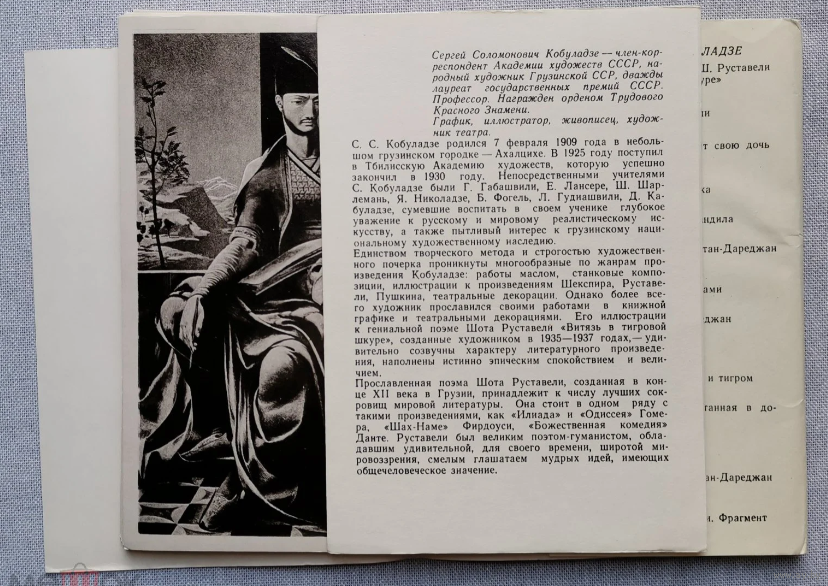 Сергей Соломонович Кобуладзе — член-кор-
респондент Академии художеств СССР, на-
родный художник Грузинской ССР, дважды
лауреат государственных премий СССР.
Профессор. Награжден орденом Трудового
Красного Знамени.
График, иллюстратор, живописец, худож-
ник театра.
С. С. Кобуладзе родился 7 февраля 1909 года в неболь-
шом грузинском городке — Ахалцихе. В 1925 году поступил
в Тбилисскую Академию художеств, которую успешно
закончил в 1930 году. Непосредственными учителями
С. Кобуладзе были Г. Габашвили, Е. Лансере, Ш. Шар-
лемань, Я. Николадзе, Б. Фогель, Л. Гудиашвили, Д. Ка-
буладзе, сумевшие воспитать в своем ученике глубокое
уважение к русскому и мировому реалистическому ис-
кусству, а также пытливый интерес к грузинскому наци-
ональному художественному наследию.
Единством творческого метода и строгостью художествен-
ного почерка проникнуты многообразные по жанрам про-
изведения Кобуладзе: работы маслом, станковые компо-
зиции, иллюстрации к произведениям Шекспира, Руставе-
ли, Пушкина, театральные декорации. Однако более все-
го художник прославился своими работами в книжной
графике и театральными декорациями. Его иллюстрации
к гениальной поэме Шота Руставели «Витязь в тигровой
шкуре», созданные художником в 1935—1937 годах,— уди-
вительно созвучны характеру литературного произведе-
ния, наполнены истинно эпическим спокойствием и вели-
чием.
Прославленная поэма Шота Руставели, созданная в кон-
це XII века в Грузии, принадлежит к числу лучших сок-
ровищ мировой литературы. Она стоит в одном ряду с
такими произведениями, как «Илиада» и «Одиссея» Гоме-
ра, «Шах-Наме» Фирдоуси, «Божественная комедия»
Данте. Руставели был великим поэтом-гуманистом, обла-
давшим удивительной, для своего времени, широтой ми-
ровоззрения, смелым глашатаем мудрых идей, имеющих
общечеловеческое значение.
ЛАДЗЕ
Ш. Руставели
уре»
ли
т свою дочь
ка
ндила
тан-Дареджан
ами
джан
и тигром
танная в до-
ан-Дареджан
и. Фрагмент